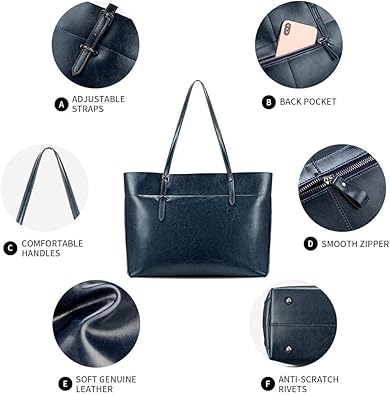 A ADJUSTABLE
STRAPS
B BACK POCKET
C COMFORTABLE
HANDLES
D SMOOTH ZIPPER
E SOFT GENUINE
LEATHER
F ANTI-SCRATCH
RIVETS